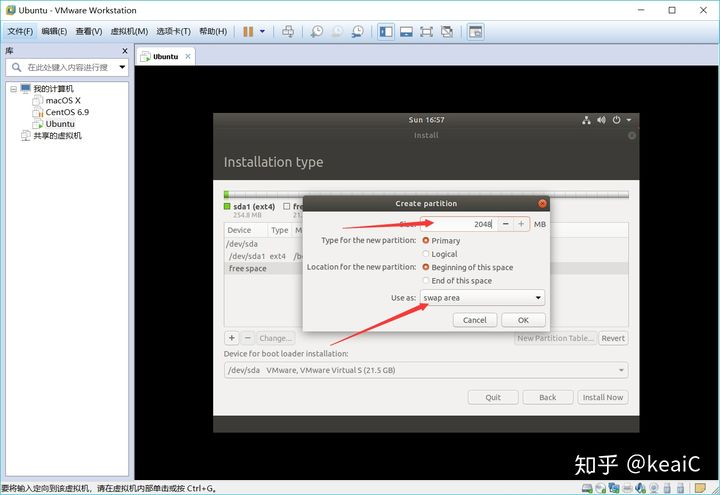 Ubuntu - VMware Workstation
文件(F) 编辑(E) 查看(V) 虚拟机(M) 选项卡(T) 帮助(H)
库
在此处键入内容进行搜
我的计算机
macOS X
CentOS 6.9
Ubuntu
共享的虚拟机
Ubuntu
Sun 16:57
Install
Installation type
sda1 (ext4)
254.8 MB
Device Type
/dev/sda
/dev/sda1 ext4
free space
Create partition
2048 MB
Type for the new partition: Primary
Logical
Location for the new partition: Beginning of this space
End of this space
Use as: swap area
Cancel OK
+ − Change... New Partition Table... Revert
Device for boot loader installation:
/dev/sda VMware, VMware Virtual S (21.5 GB)
Quit Back Install Now
知乎 @keaiC
要将输入定向到该虚拟机，请在虚拟机内部单击或按 Ctrl+G。